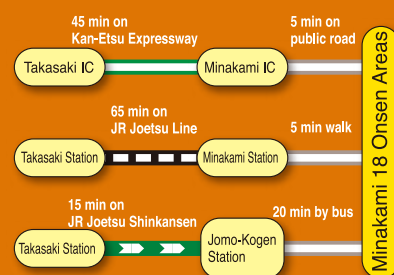 45 min on
Kan-Etsu Expressway
5 min on
public road
Takasaki IC
Minakami IC
65 min on
JR Joetsu Line
5 min walk
Takasaki Station
Minakami Station
15 min on
JR Joetsu Shinkansen
20 min by bus
Takasaki Station
Jomo-Kogen
Station
Minakami 18 Onsen Areas